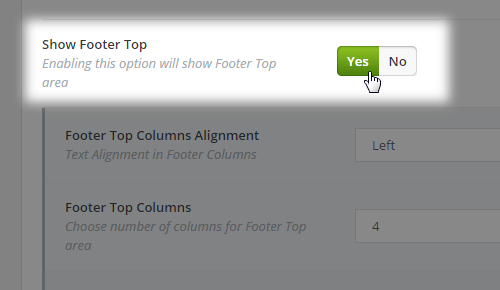 Show Footer Top
Enabling this option will show Footer Top
area
Yes No
Footer Top Columns Alignment
Text Alignment in Footer Columns
Left
Footer Top Columns
Choose number of columns for Footer Top
area
4